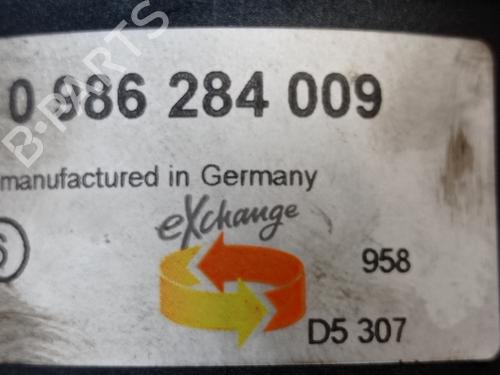 B-PARTS
0 986 284 009
manufactured in Germany
eXchange
958
D5 307